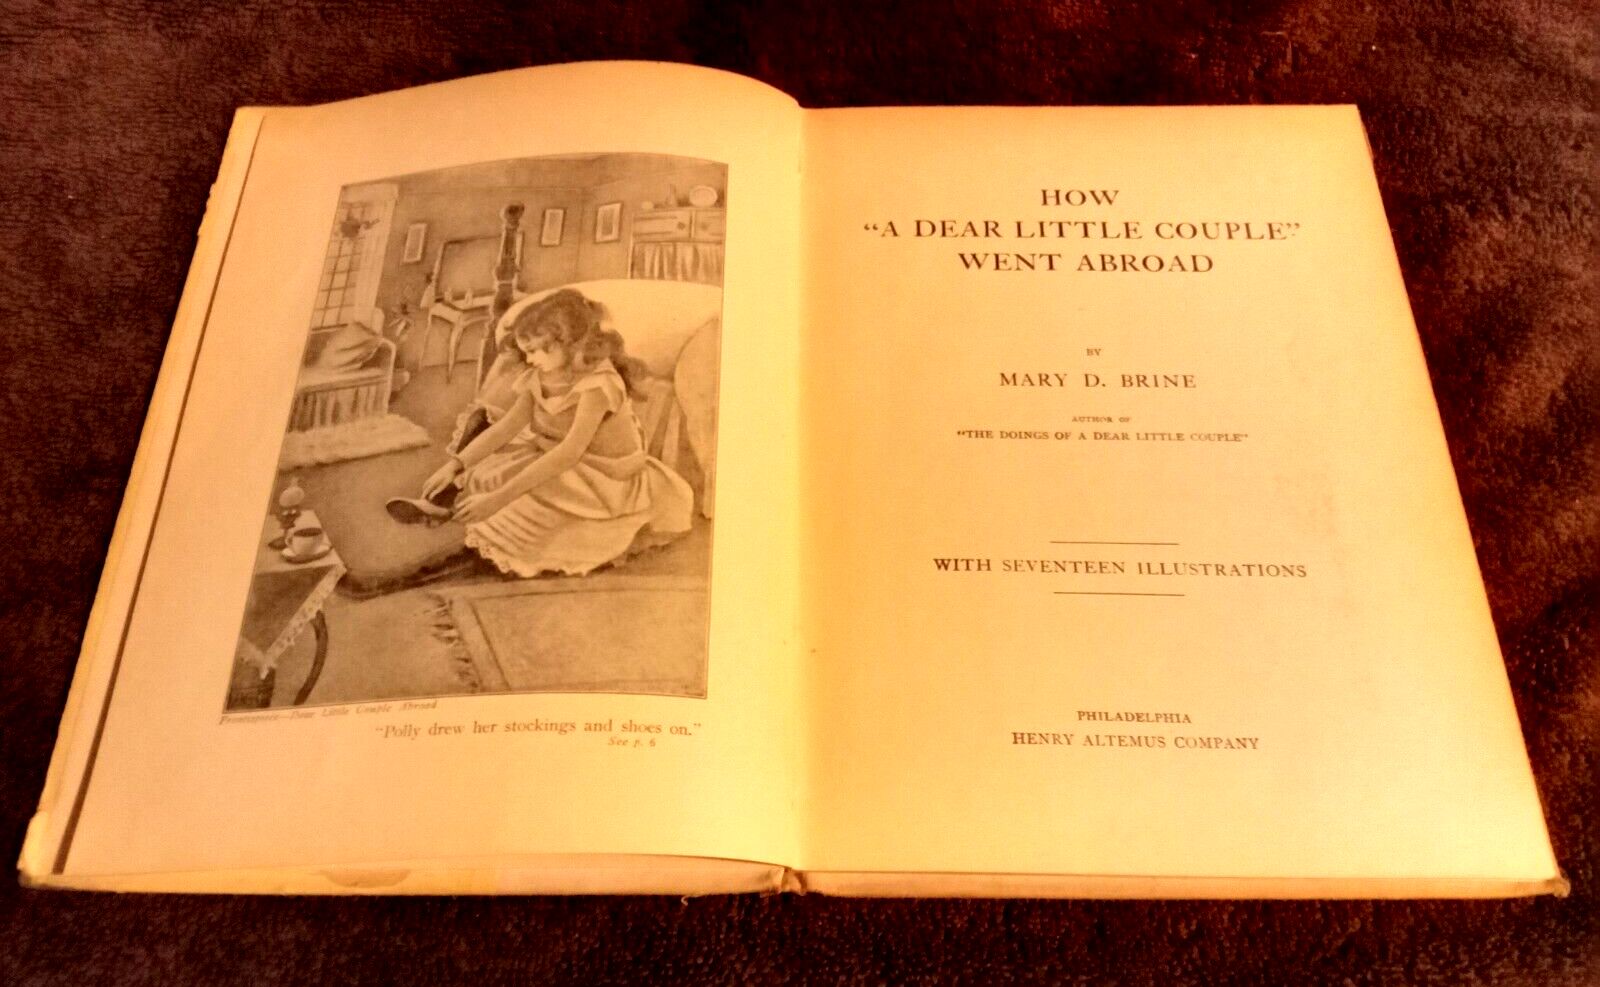 Frontispiece—Dear Little Couple Abroad
"Polly drew her stockings and shoes on."
See p. 6
HOW
"A DEAR LITTLE COUPLE"
WENT ABROAD
BY
MARY D. BRINE
AUTHOR OF
"THE DOINGS OF A DEAR LITTLE COUPLE"
WITH SEVENTEEN ILLUSTRATIONS
PHILADELPHIA
HENRY ALTEMUS COMPANY